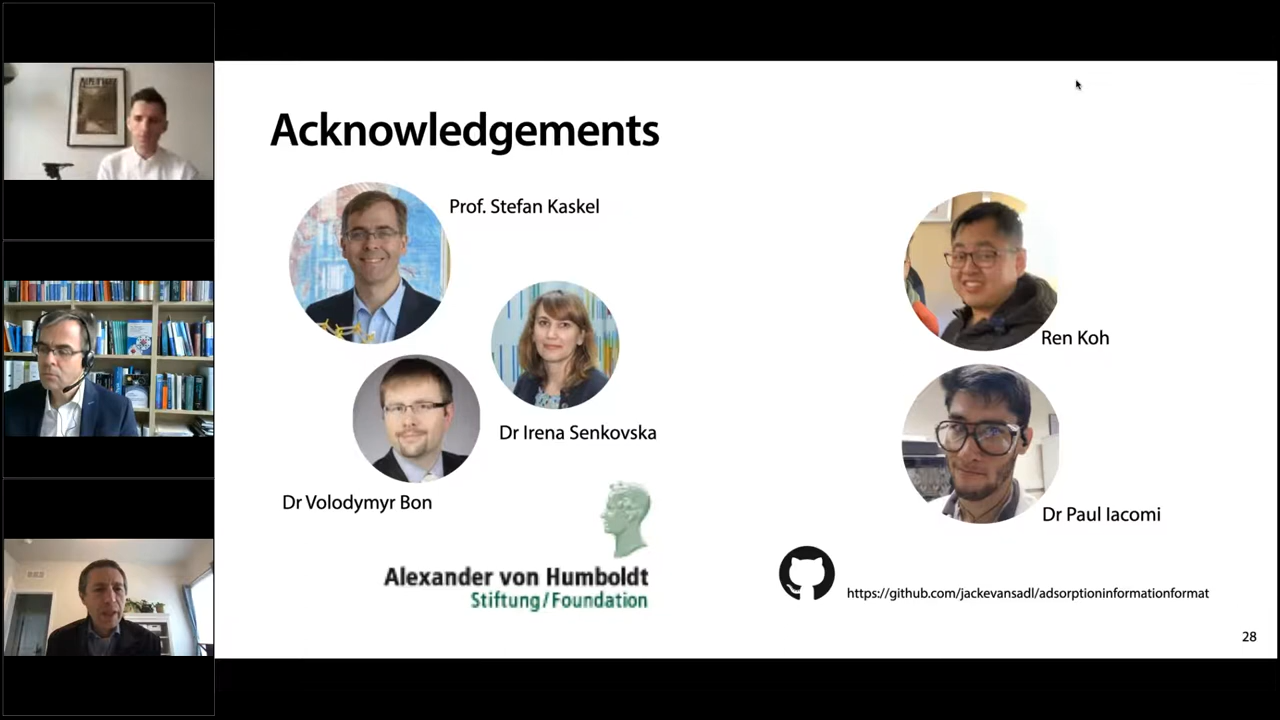 Acknowledgements
Prof. Stefan Kaskel
Dr Irena Senkovska
Dr Volodymyr Bon
Alexander von Humboldt
Stiftung/Foundation
Ren Koh
Dr Paul Iacomi
https://github.com/jackevansadl/adsorptioninformationformat
28